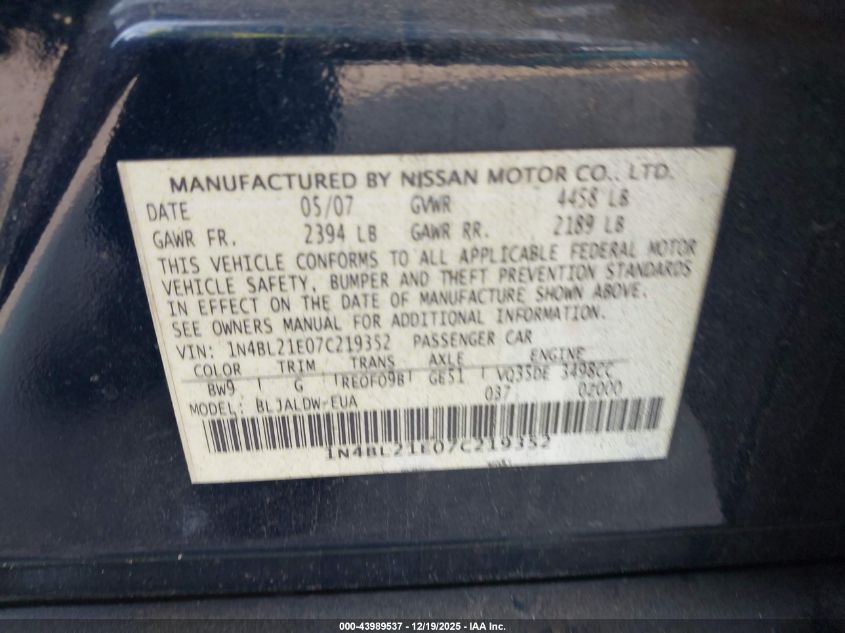 MANUFACTURED BY NISSAN MOTOR CO., LTD.
DATE 05/07 GVWR 4458 LB
GAWR FR. 2394 LB GAWR RR. 2189 LB
THIS VEHICLE CONFORMS TO ALL APPLICABLE FEDERAL MOTOR
VEHICLE SAFETY, BUMPER AND THEFT PREVENTION STANDARDS
IN EFFECT ON THE DATE OF MANUFACTURE SHOWN ABOVE.
SEE OWNERS MANUAL FOR ADDITIONAL INFORMATION.
VIN: 1N4BL21E07C219352 PASSENGER CAR
COLOR TRIM TRANS AXLE ENGINE
BW9 G RE0F09B GE51 VQ35DE 3498CC
037 02000
MODEL: BLJALDW-EUA
1N4BL21E07C219352
000-43989537 - 12/19/2025 - IAA Inc.